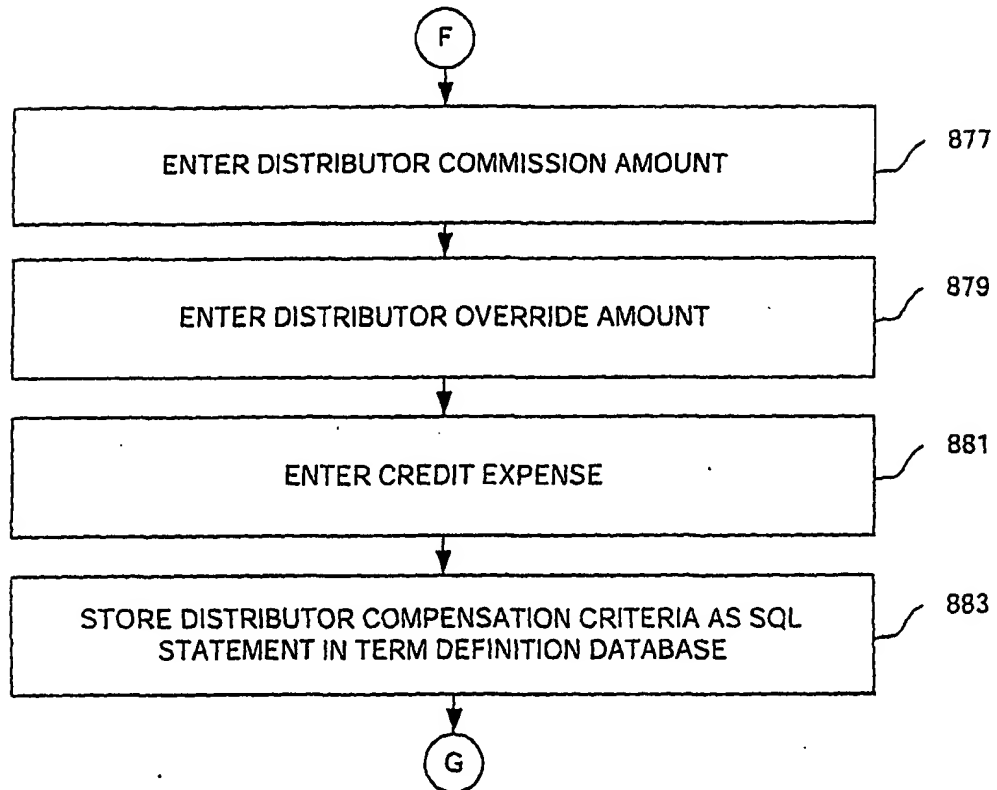 F
ENTER DISTRIBUTOR COMMISSION AMOUNT
877
ENTER DISTRIBUTOR OVERRIDE AMOUNT
879
ENTER CREDIT EXPENSE
881
STORE DISTRIBUTOR COMPENSATION CRITERIA AS SQL
STATEMENT IN TERM DEFINITION DATABASE
883
G